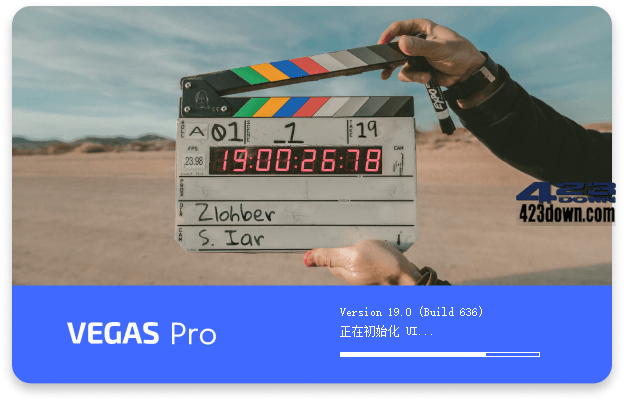 A 01 1 19
FPS
23.98
19:00:26:78
CAM
Zlohber
S. Iar
423
DOWN
423down.com
VEGAS Pro
Version 19.0 (Build 636)
正在初始化 UI...